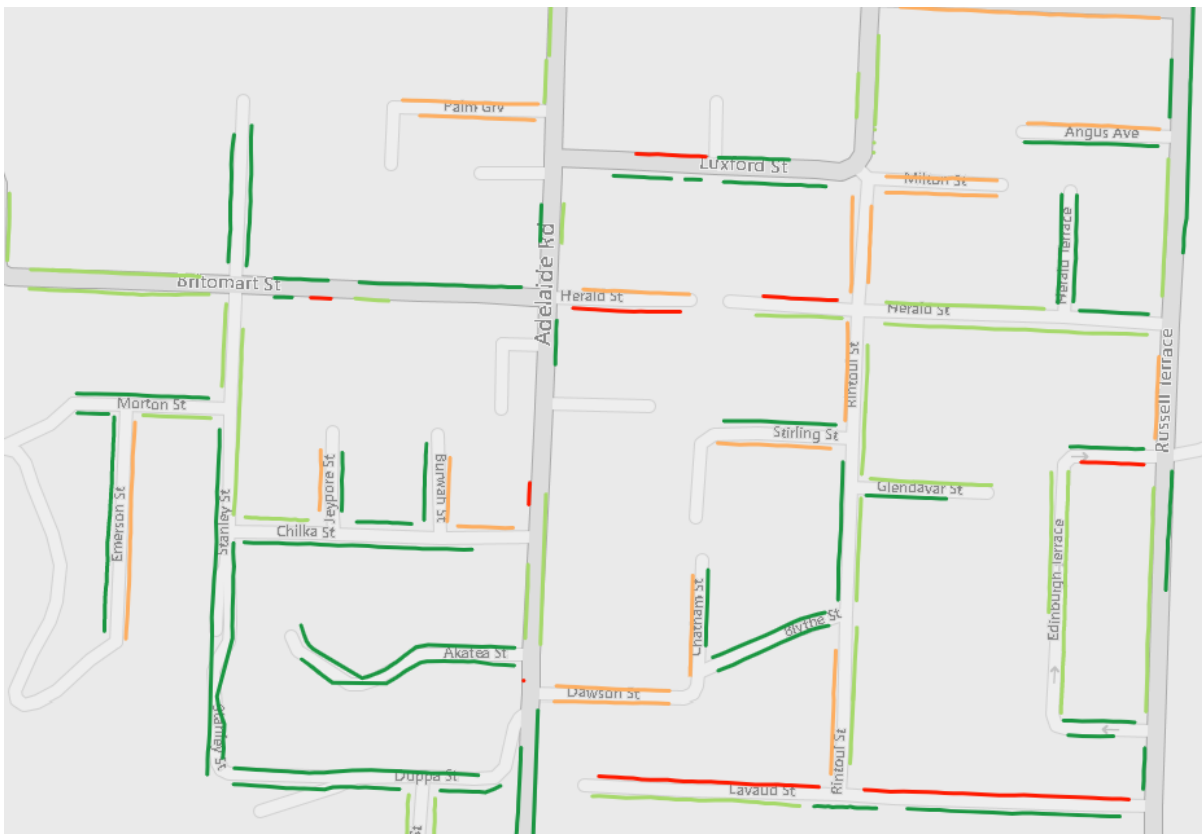 Palm Grv
Angus Ave
Luxford St
Milton St
Herald Terrace
Britomart St
Adelaide Rd
Herald St
Herald St
Rintoul St
Russell Terrace
Morton St
Stirling St
Jeypore St
Burwah St
Glendavar St
Emerson St
Stanley St
Chilka St
Edinburgh Terrace
Chatham St
Blythe St
Akatea St
Dawson St
Stanley St
Rintoul St
Duppa St
Lavaud St
St